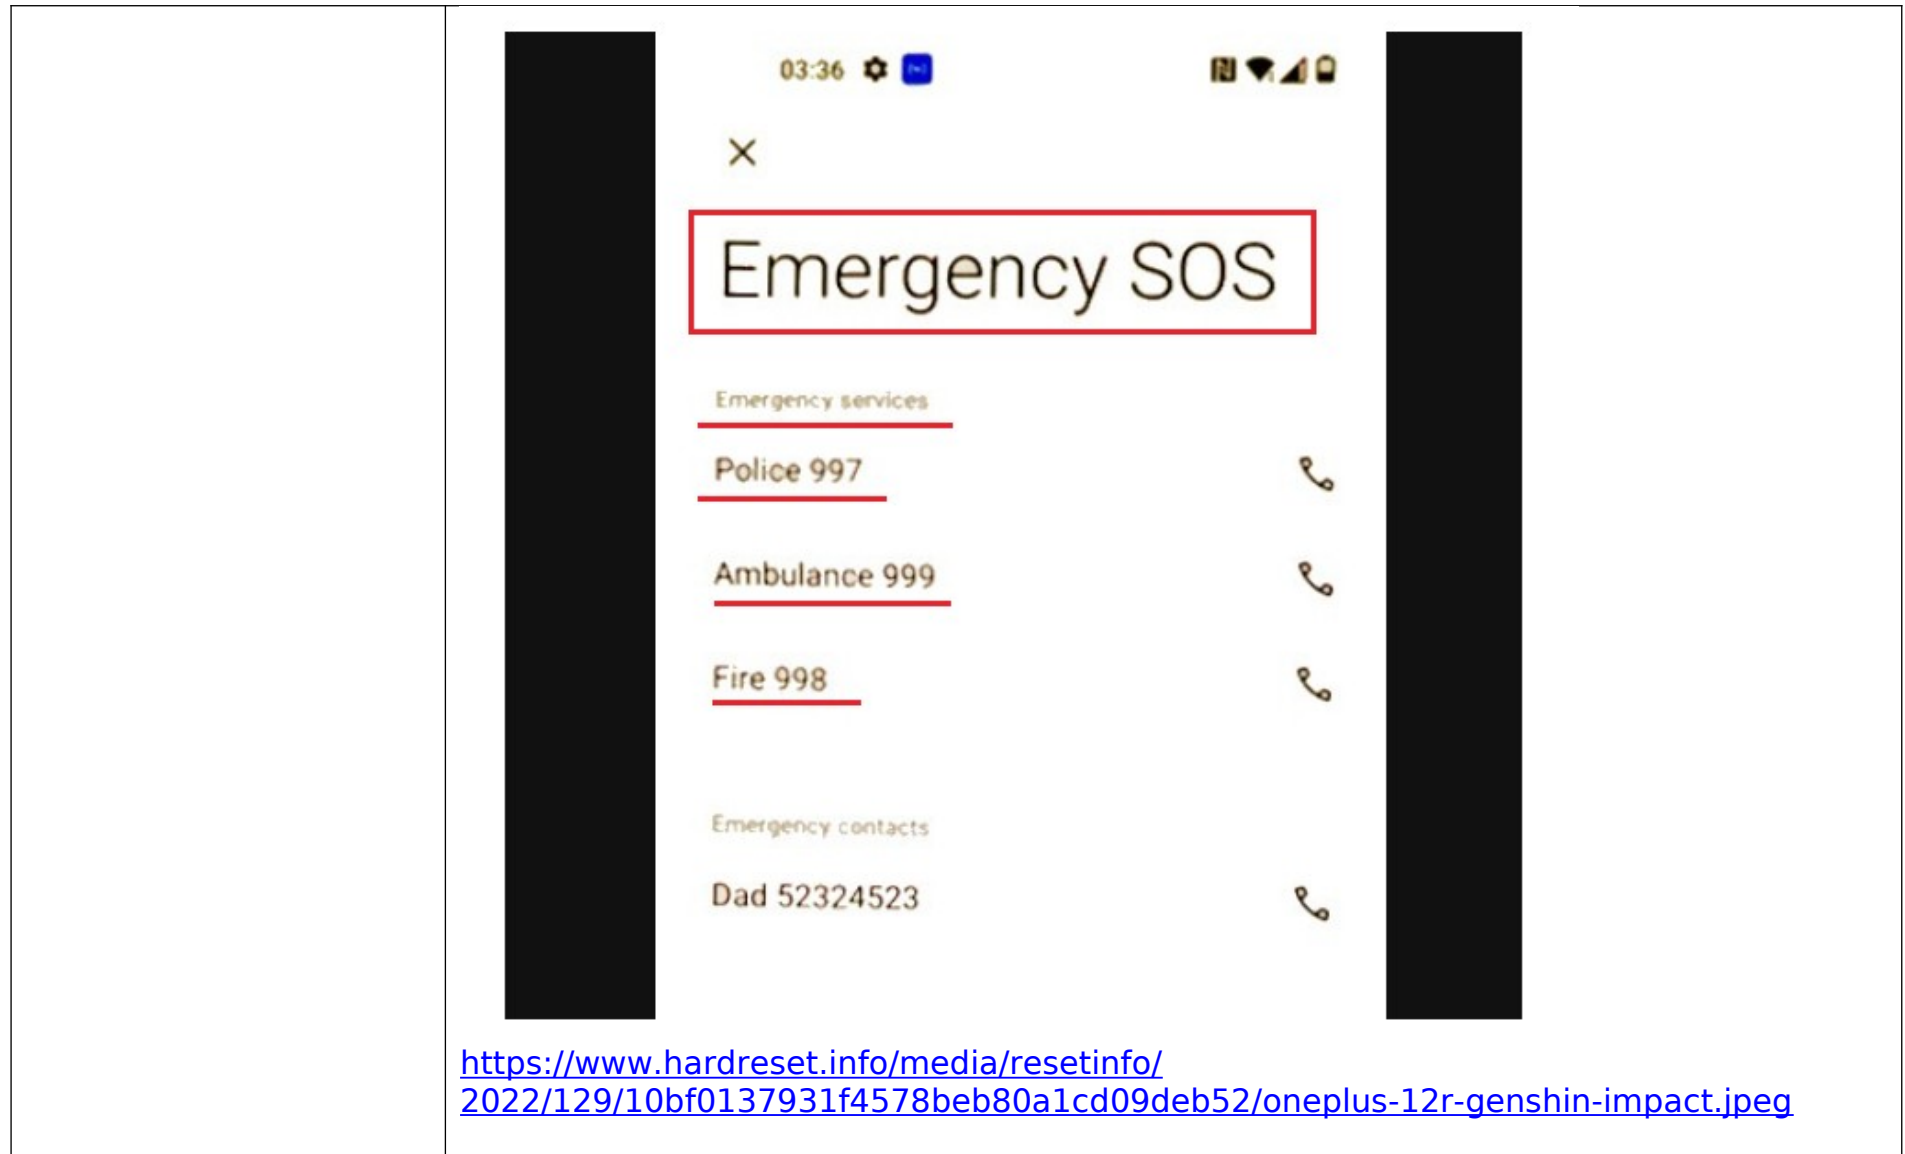 03:36
Emergency SOS
Emergency services
Police 997
Ambulance 999
Fire 998
Emergency contacts
Dad 52324523
https://www.hardreset.info/media/resetinfo/
2022/129/10bf0137931f4578beb80a1cd09deb52/oneplus-12r-genshin-impact.jpeg